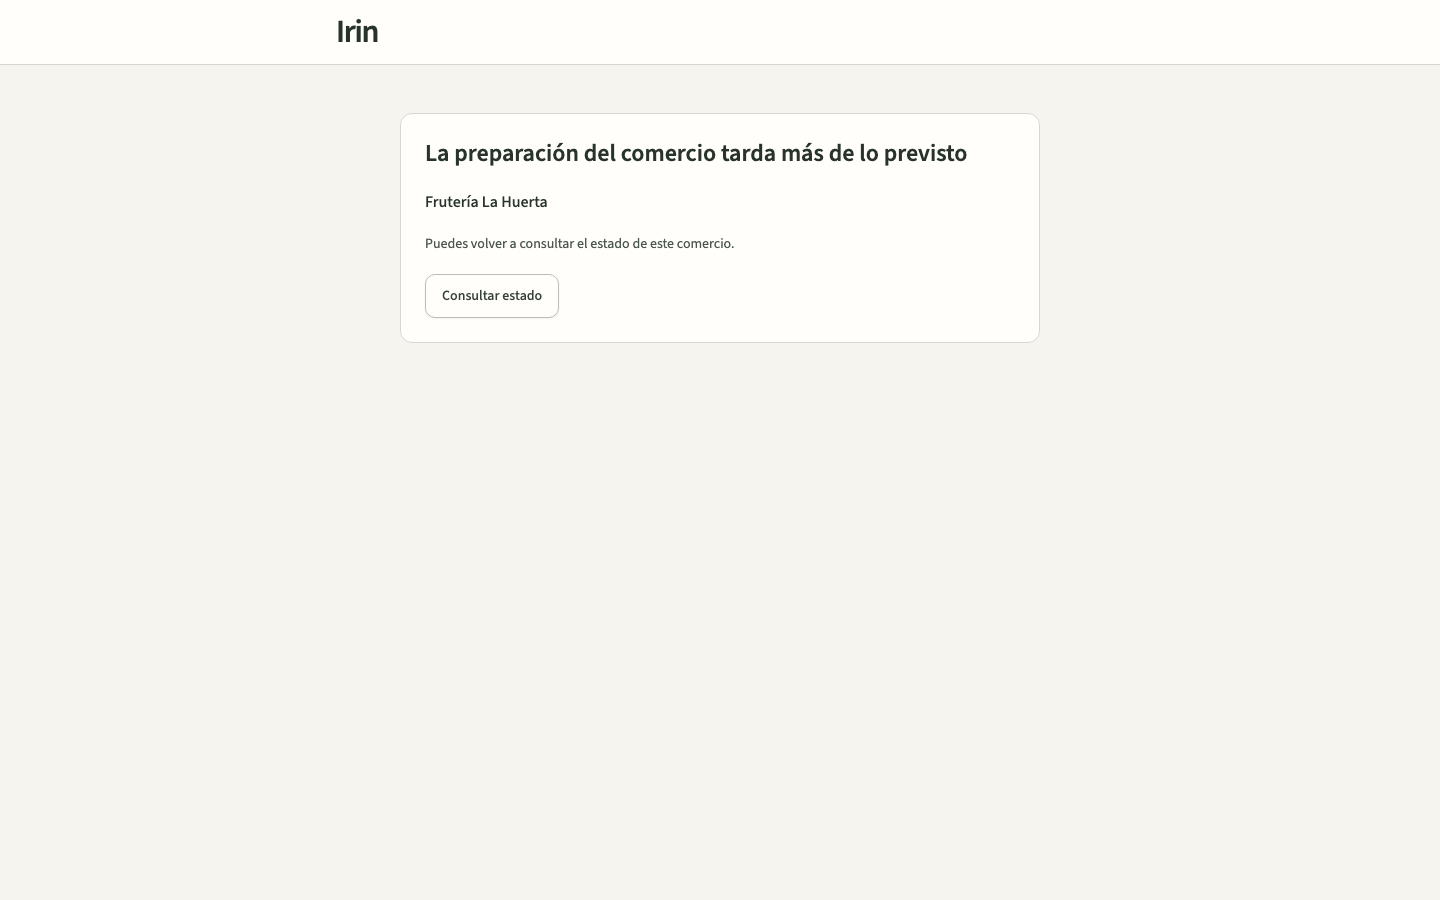 Irin
La preparación del comercio tarda más de lo previsto
Frutería La Huerta
Puedes volver a consultar el estado de este comercio.
Consultar estado